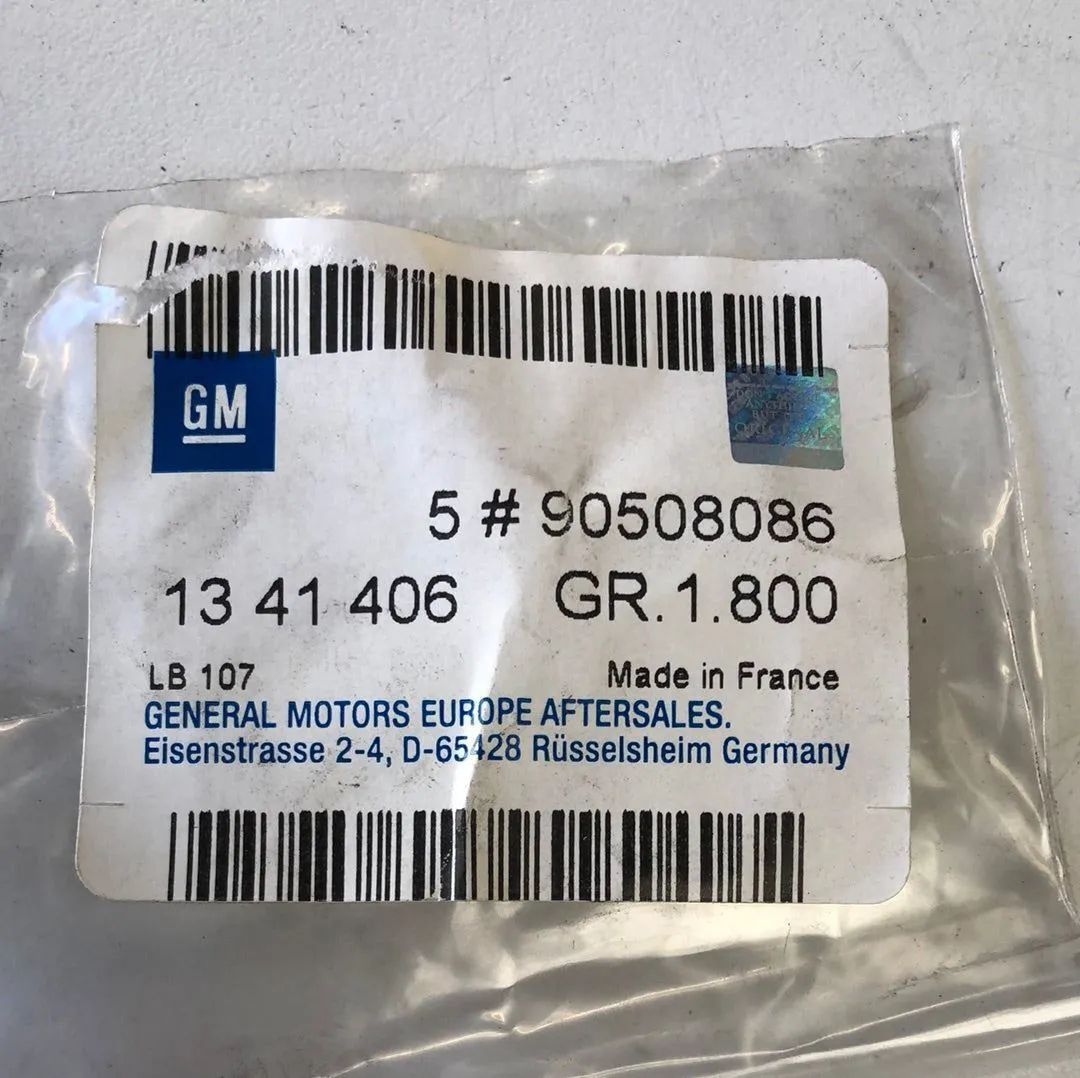 GM
BUT
5 # 90508086
13 41 406 GR.1.800
LB 107 Made in France
GENERAL MOTORS EUROPE AFTERSALES.
Eisenstrasse 2-4, D-65428 Rüsselsheim Germany